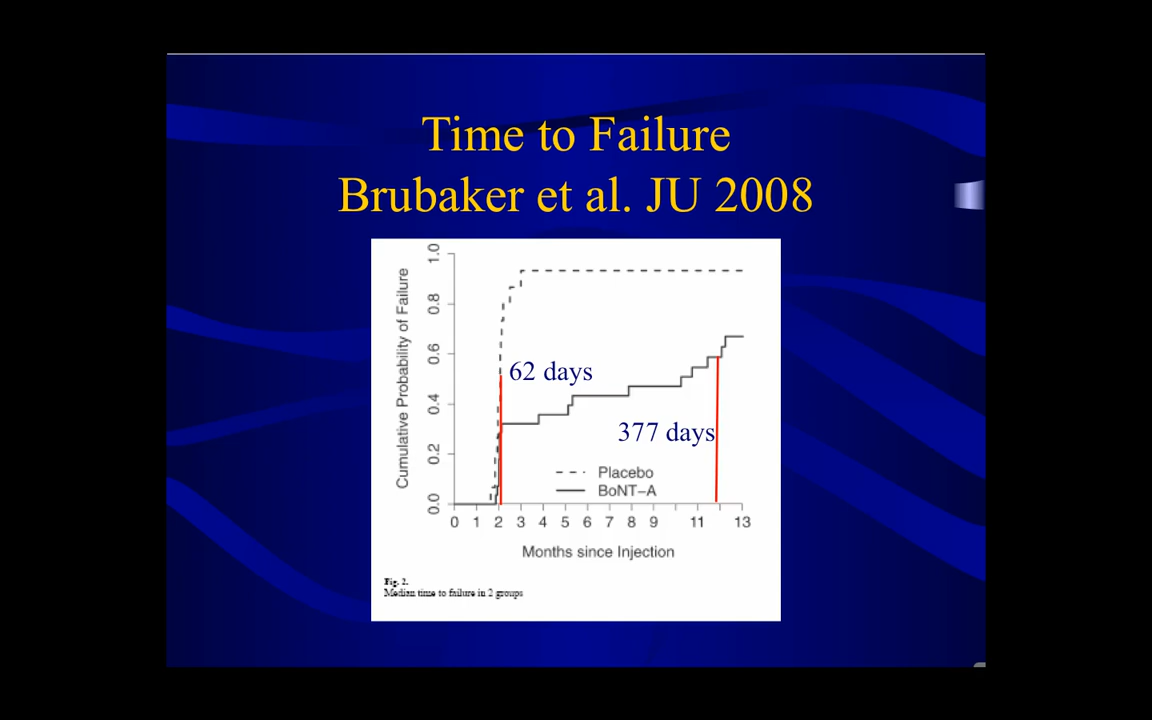 Time to Failure
Brubaker et al. JU 2008
Cumulative Probability of Failure
1.0
0.8
0.6
0.4
0.2
0.0
62 days
377 days
Placebo
BoNT-A
0 1 2 3 4 5 6 7 8 9 11 13
Months since Injection
Fig. 2.
Median time to failure in 2 groups